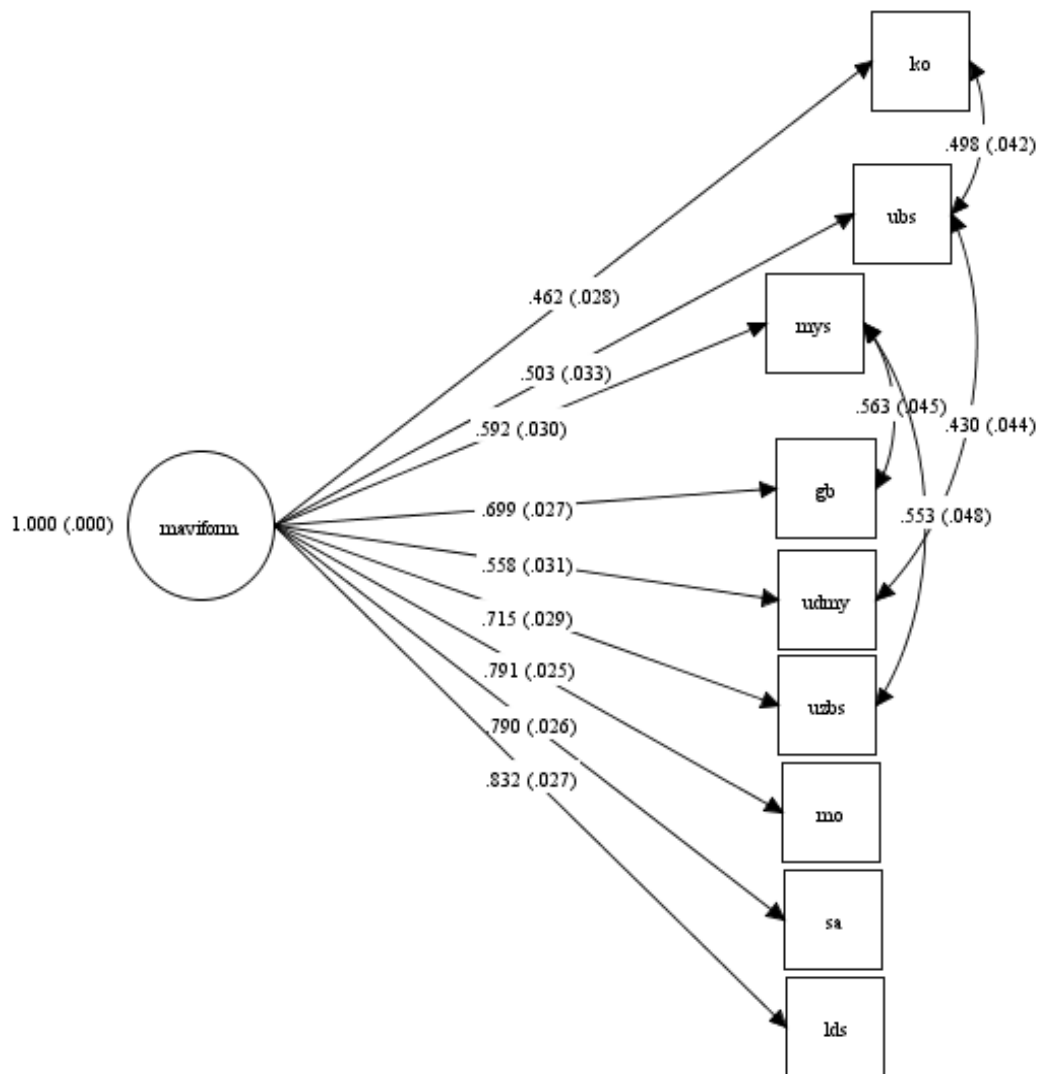 ko
.498 (.042)
ubs
.462 (.028)
mys
.503 (.033)
.563 (.045)
.430 (.044)
.592 (.030)
gb
.699 (.027)
.553 (.048)
1.000 (.000)
maviform
.558 (.031)
udmy
.715 (.029)
.791 (.025)
uzbs
.790 (.026)
.832 (.027)
mo
sa
lds